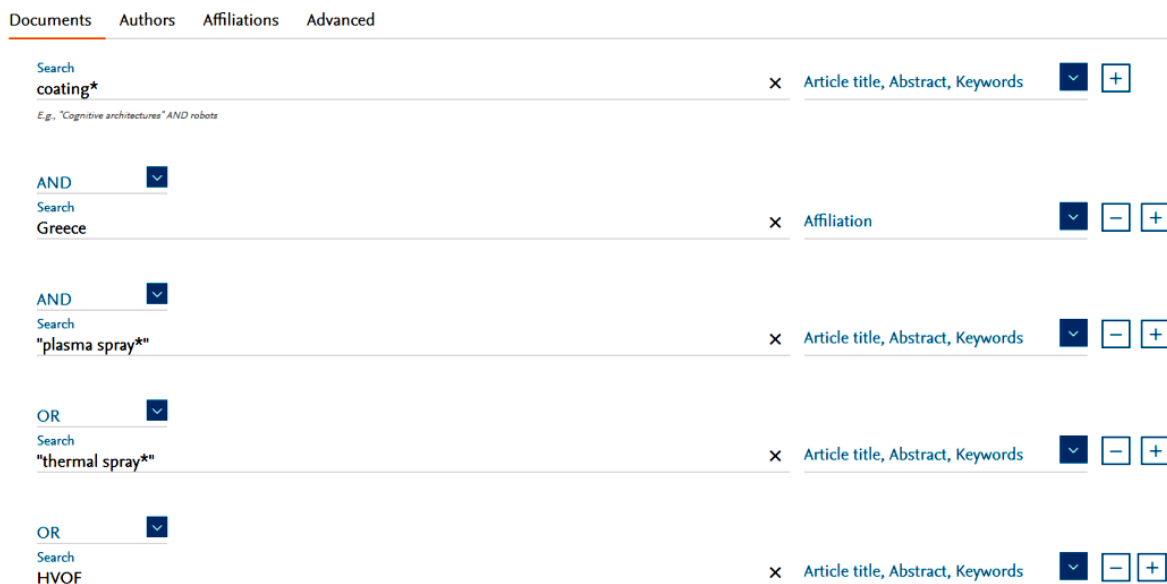 Documents Authors Affiliations Advanced
Search
coating*
Article title, Abstract, Keywords
E.g., "Cognitive architectures" AND robots
AND
Search
Greece
Affiliation
AND
Search
"plasma spray*"
Article title, Abstract, Keywords
OR
Search
"thermal spray*"
Article title, Abstract, Keywords
OR
Search
HVOF
Article title, Abstract, Keywords